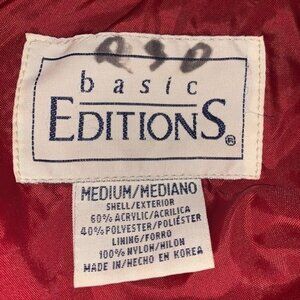 basic
EDITIONS®
MEDIUM/MEDIANO
SHELL/EXTERIOR
60% ACRYLIC/ACRILICA
40% POLYESTER/POLIÉSTER
LINING/FORRO
100% NYLON/NILON
MADE IN/HECHO EN KOREA